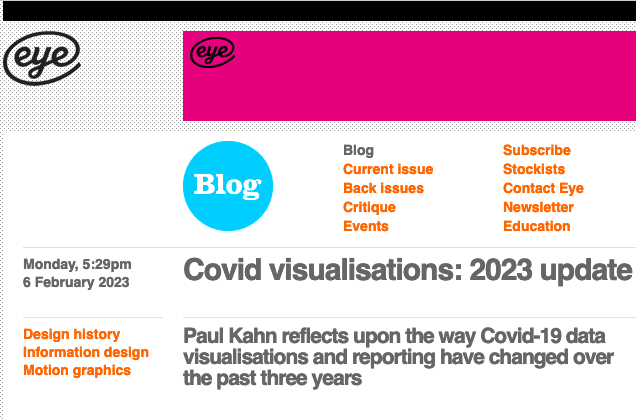 eye
eye
Blog
Blog
Current issue
Back issues
Critique
Events
Subscribe
Stockists
Contact Eye
Newsletter
Education
Monday, 5:29pm
6 February 2023
Covid visualisations: 2023 update
Design history
Information design
Motion graphics
Paul Kahn reflects upon the way Covid-19 data
visualisations and reporting have changed over
the past three years